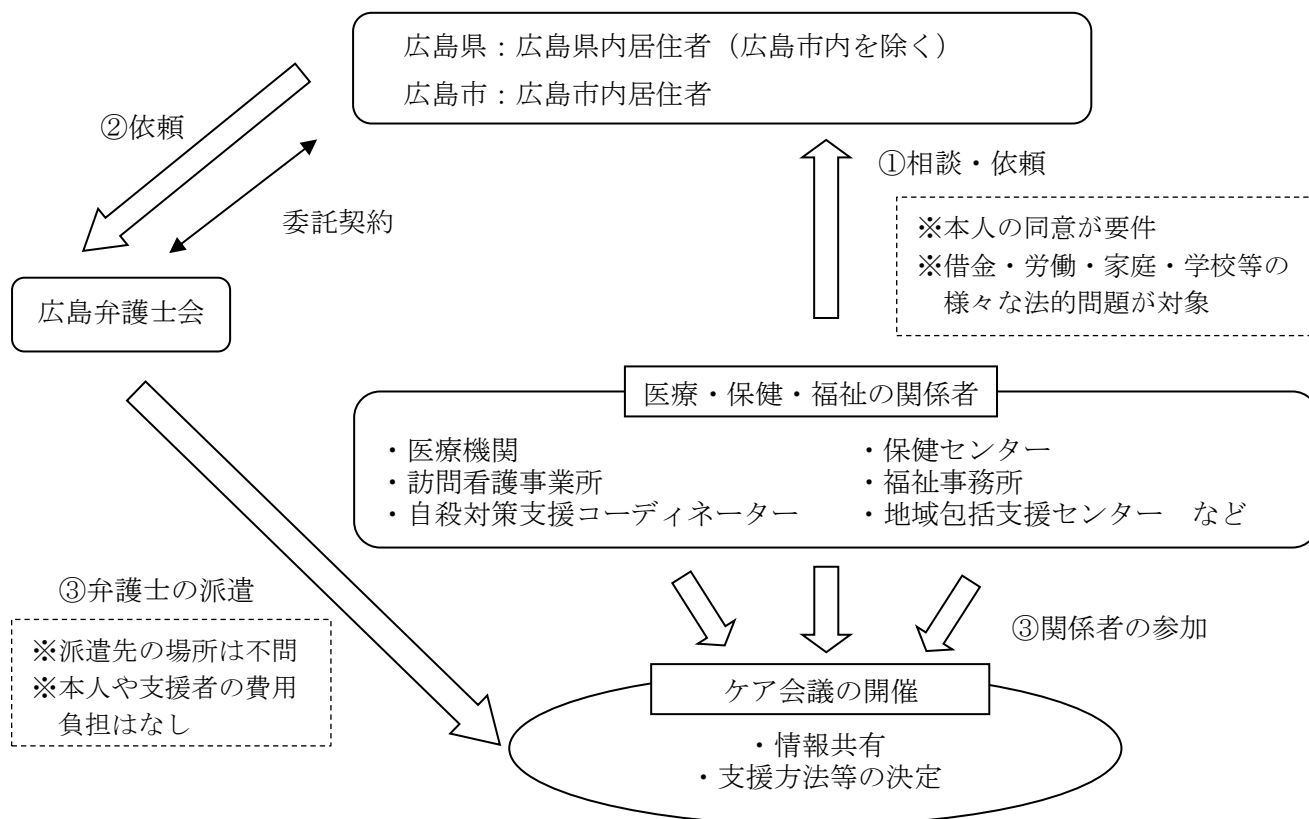 広島県：広島県内居住者（広島市内を除く）
広島市：広島市内居住者
②依頼
①相談・依頼
委託契約
※本人の同意が要件
※借金・労働・家庭・学校等の
様々な法的問題が対象
広島弁護士会
医療・保健・福祉の関係者
・医療機関
・訪問看護事業所
・自殺対策支援コーディネーター
・保健センター
・福祉事務所
・地域包括支援センター　など
③弁護士の派遣
※派遣先の場所は不問
※本人や支援者の費用
負担はなし
③関係者の参加
ケア会議の開催
・情報共有
・支援方法等の決定